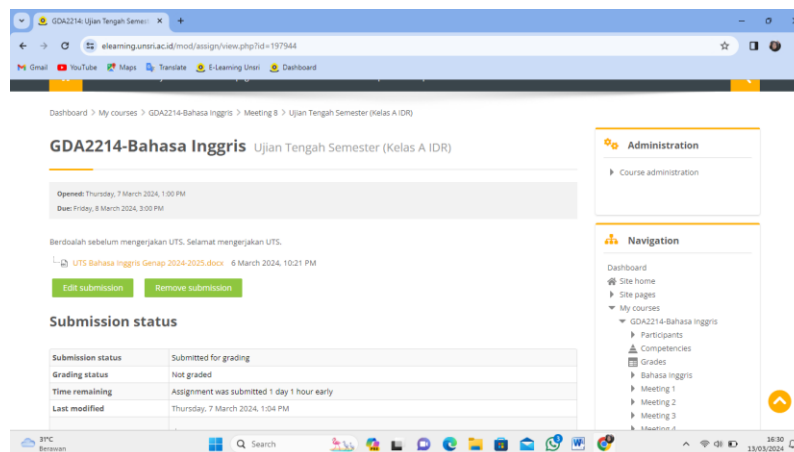 GDA2214: Ujian Tengah Semest
elearning.unsri.ac.id/mod/assign/view.php?id=197944
Gmail YouTube Maps Translate E-Learning Unsri Dashboard
Dashboard > My courses > GDA2214-Bahasa Inggris > Meeting 8 > Ujian Tengah Semester (Kelas A IDR)
GDA2214-Bahasa Inggris Ujian Tengah Semester (Kelas A IDR)
Opened: Thursday, 7 March 2024, 1:00 PM
Due: Friday, 8 March 2024, 3:00 PM
Berdoalah sebelum mengerjakan UTS. Selamat mengerjakan UTS.
UTS Bahasa Inggris Genap 2024-2025.docx 6 March 2024, 10:21 PM
Edit submission Remove submission
Submission status
Submission status Submitted for grading
Grading status Not graded
Time remaining Assignment was submitted 1 day 1 hour early
Last modified Thursday, 7 March 2024, 1:04 PM
Administration
Course administration
Navigation
Dashboard
Site home
Site pages
My courses
GDA2214-Bahasa Inggris
Participants
Competencies
Grades
Bahasa Inggris
Meeting 1
Meeting 2
Meeting 3
Meeting 4
31°C
Berawan
Search
16:30
13/03/2024